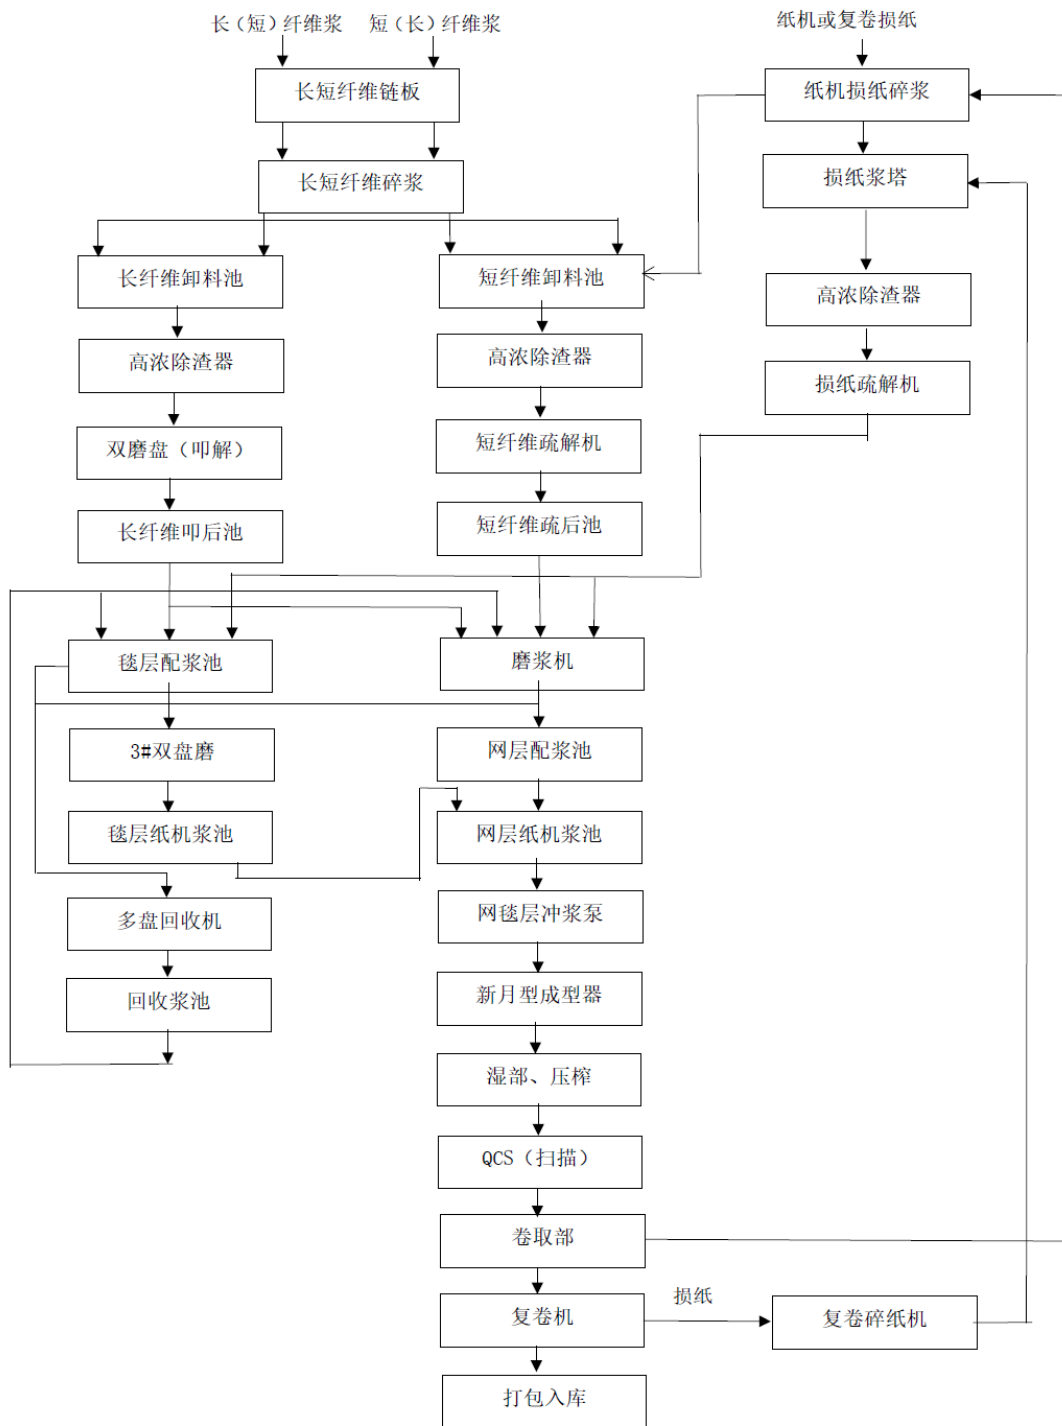 长（短）纤维浆 短（长）纤维浆 纸机或复卷损纸
长短纤维链板 纸机损纸碎浆
长短纤维碎浆 损纸浆塔
长纤维卸料池 短纤维卸料池 高浓除渣器
高浓除渣器 高浓除渣器 损纸疏解机
双磨盘（叩解） 短纤维疏解机
长纤维叩后池 短纤维疏后池
毯层配浆池 磨浆机
3#双盘磨 网层配浆池
毯层纸机浆池 网层纸机浆池
多盘回收机 网毯层冲浆泵
回收浆池 新月型成型器
湿部、压榨
QCS（扫描）
卷取部
复卷机 损纸 复卷碎纸机
打包入库